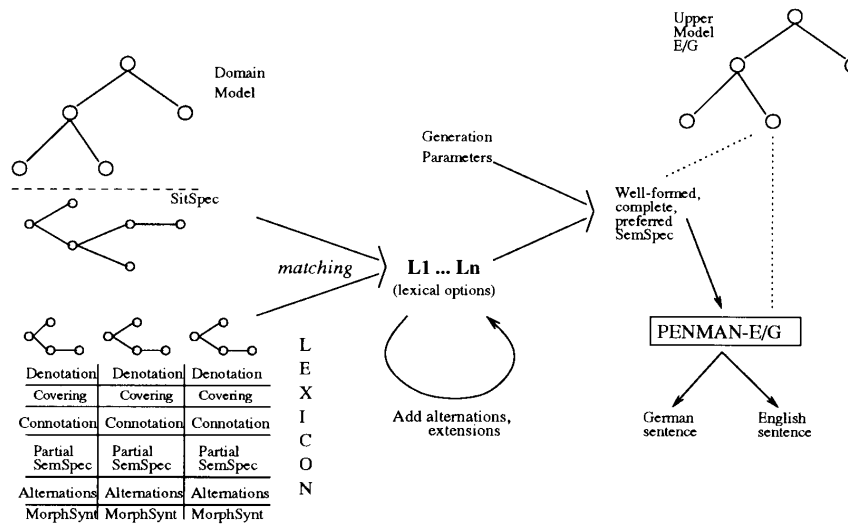 Domain
Model
SitSpec
Upper
Model
E/G
Generation
Parameters
Well-formed,
complete,
preferred
SemSpec
matching
L1 ... Ln
(lexical options)
PENMAN-E/G
Add alternations,
extensions
German
sentence
English
sentence
Denotation Denotation Denotation
Covering Covering Covering
Connotation Connotation Connotation
Partial Partial Partial
SemSpec SemSpec SemSpec
Alternations Alternations Alternations
MorphSynt MorphSynt MorphSynt
L
E
X
I
C
O
N